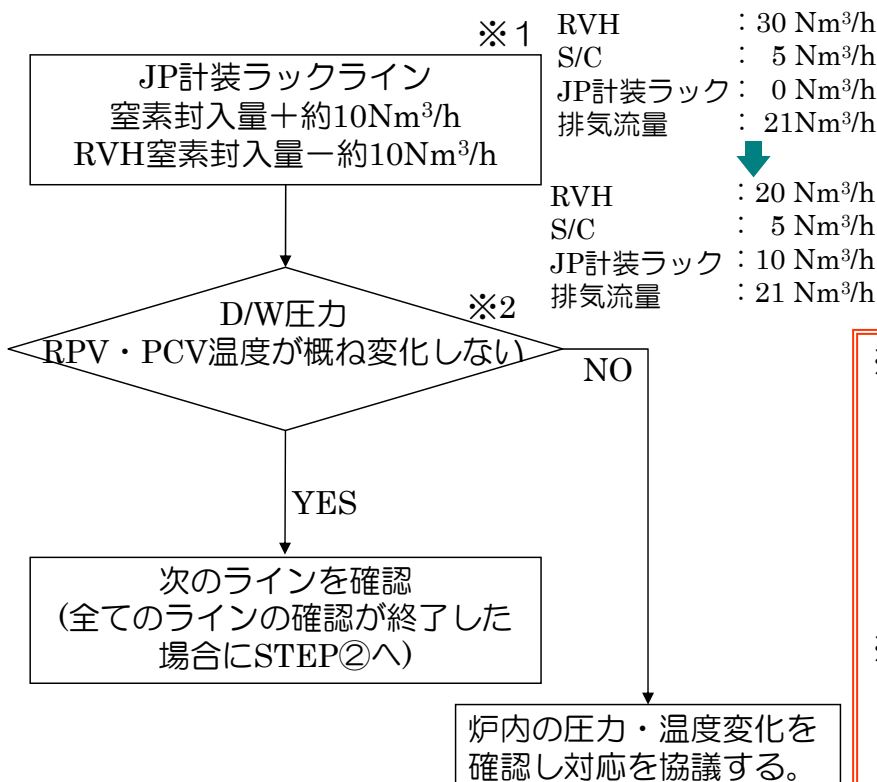 ※1
JP計装ラックライン
窒素封入量+約10Nm³/h
RVH窒素封入量-約10Nm³/h
RVH : 30 Nm³/h
S/C : 5 Nm³/h
JP計装ラック : 0 Nm³/h
排気流量 : 21Nm³/h
RVH : 20 Nm³/h
S/C : 5 Nm³/h
JP計装ラック : 10 Nm³/h
排気流量 : 21 Nm³/h
※2
D/W圧力
RPV・PCV温度が概ね変化しない
NO
YES
次のラインを確認
(全てのラインの確認が終了した
場合にSTEP②へ)
炉内の圧力・温度変化を
確認し対応を協議する。